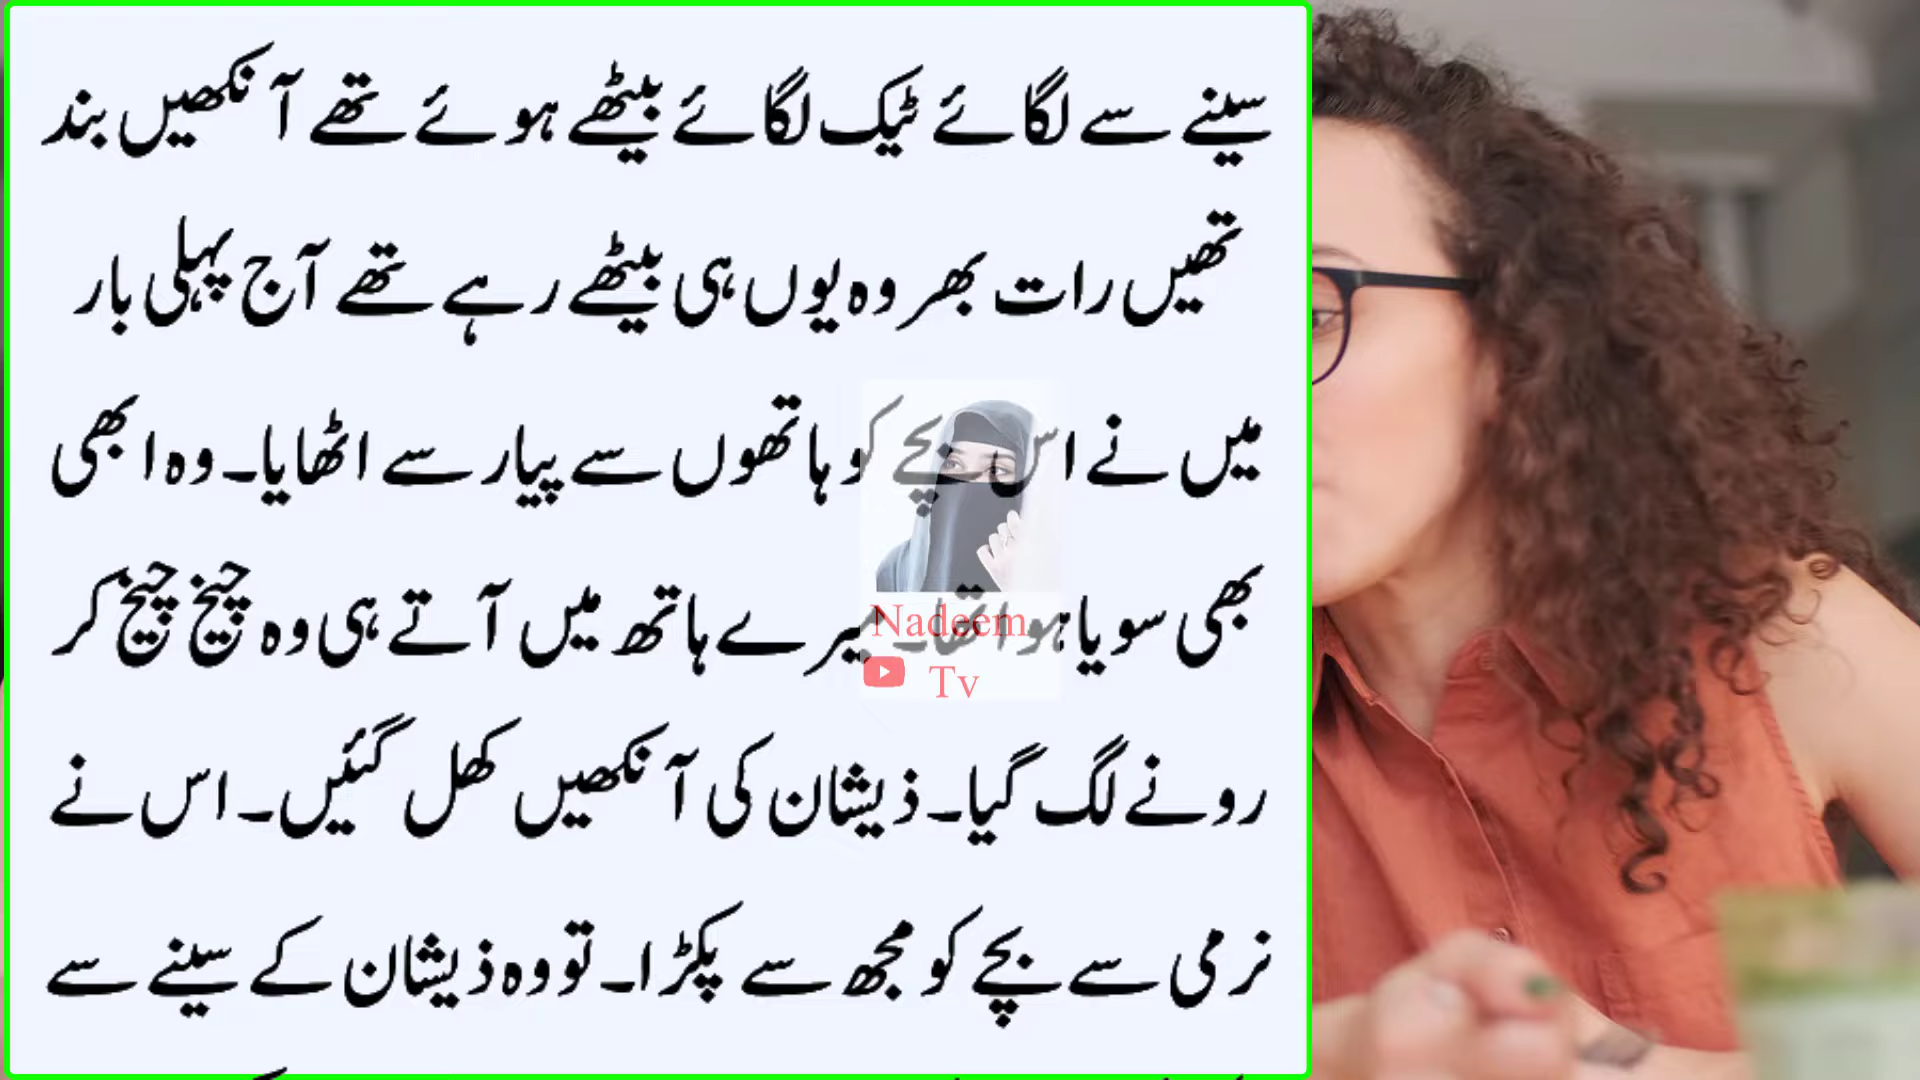 سینے سے لگائے ٹیک لگائے بیٹھے ہوئے تھے آنکھیں بند
تھیں رات بھر وہ یوں ہی بیٹھے رہے تھے آج پہلی بار
میں نے اس بچے کو ہاتھوں سے پیار سے اٹھایا۔ وہ ابھی
بھی سویا ہوا تھا۔ میرے ہاتھ میں آتے ہی وہ چیخ چیخ کر
رونے لگ گیا۔ ذیشان کی آنکھیں کھل گئیں۔ اس نے
نرمی سے بچے کو مجھ سے پکڑا۔ تو وہ ذیشان کے سینے سے
Nadeem
Tv